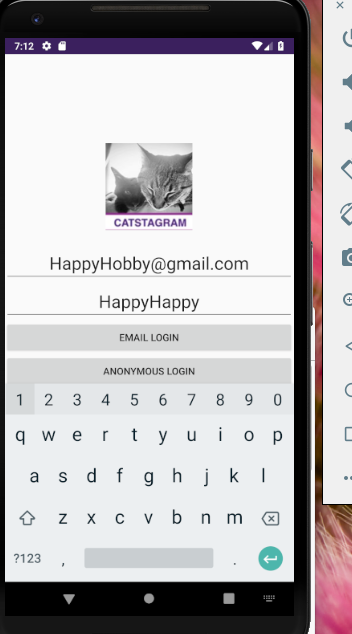 7:12
CATSTAGRAM
HappyHobby@gmail.com
HappyHappy
EMAIL LOGIN
ANONYMOUS LOGIN
1 2 3 4 5 6 7 8 9 0
q w e r t y u i o p
a s d f g h j k l
z x c v b n m
?123 , .